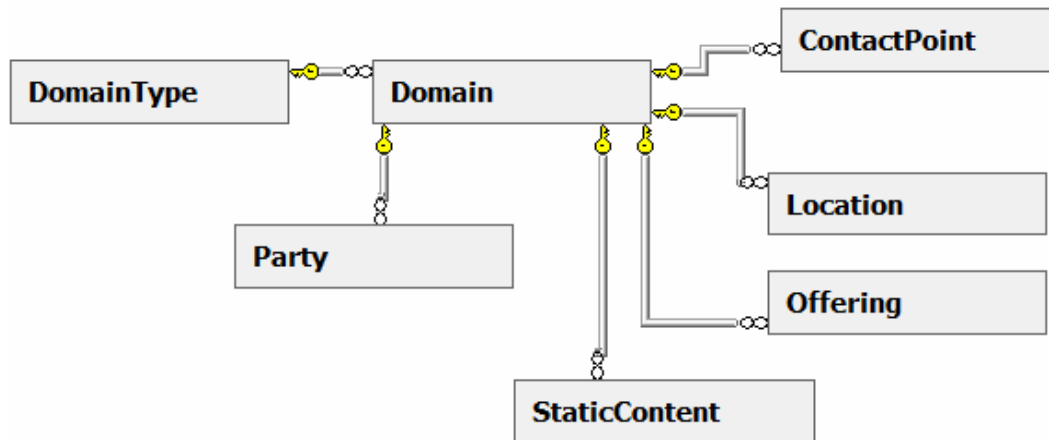 ContactPoint
DomainType
Domain
Location
Party
Offering
StaticContent